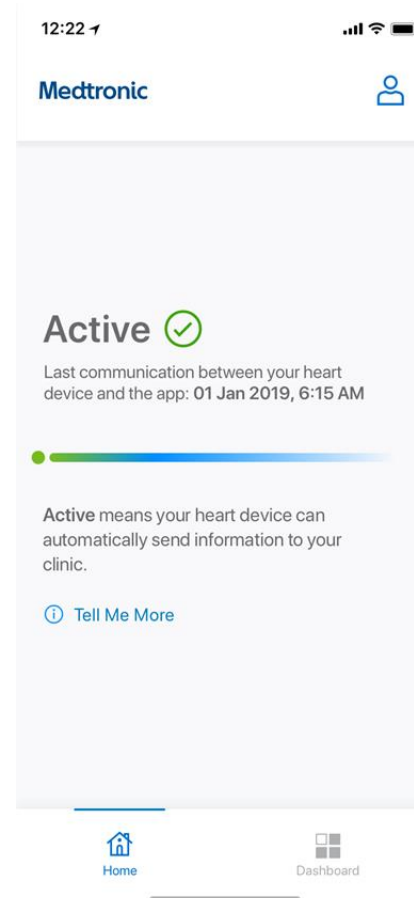 12:22
Medtronic
Active
Last communication between your heart
device and the app: 01 Jan 2019, 6:15 AM
Active means your heart device can
automatically send information to your
clinic.
Tell Me More
Home
Dashboard